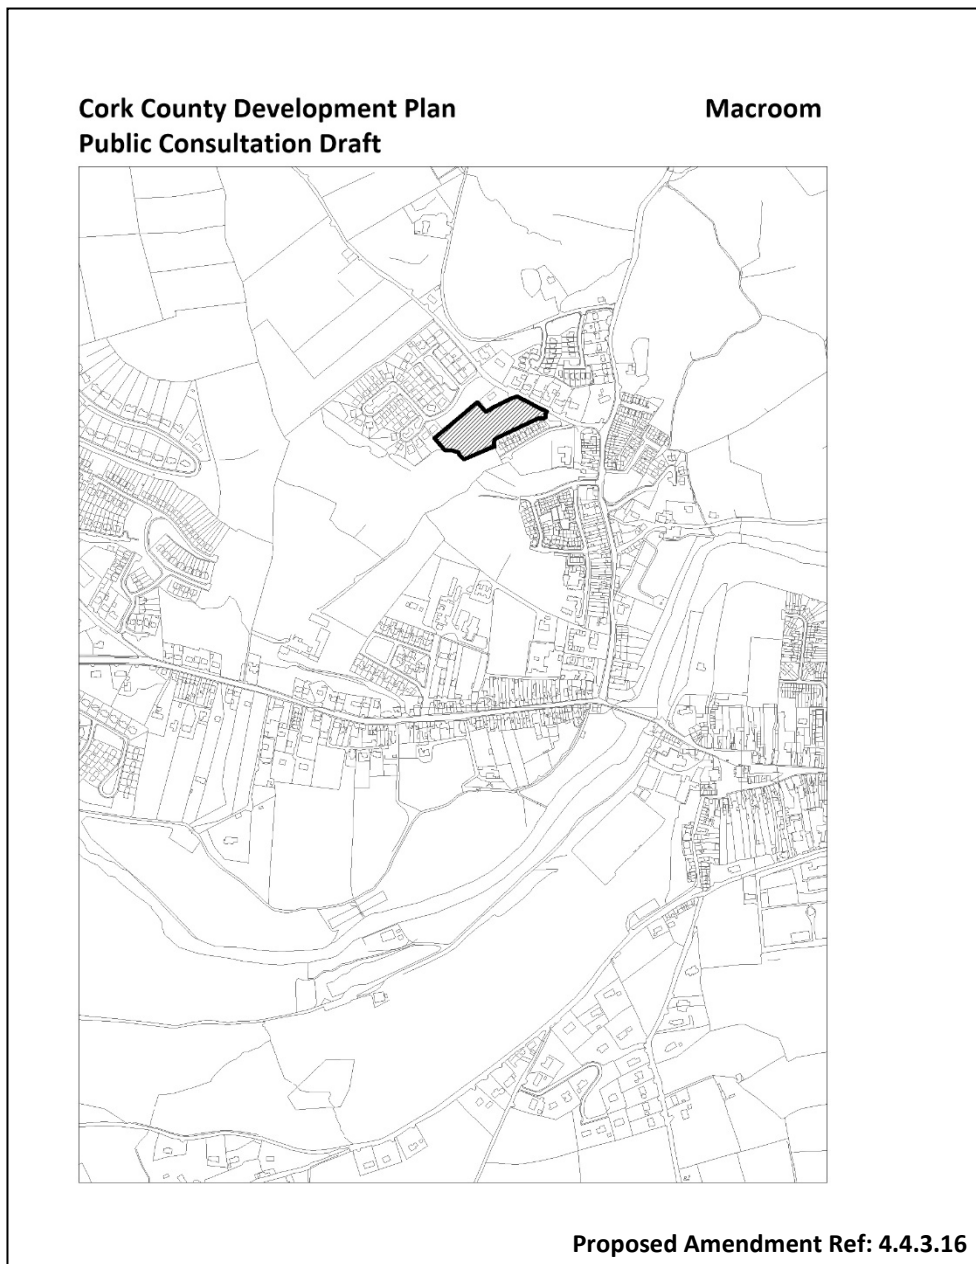 Cork County Development Plan
Macroom
Public Consultation Draft
Proposed Amendment Ref: 4.4.3.16